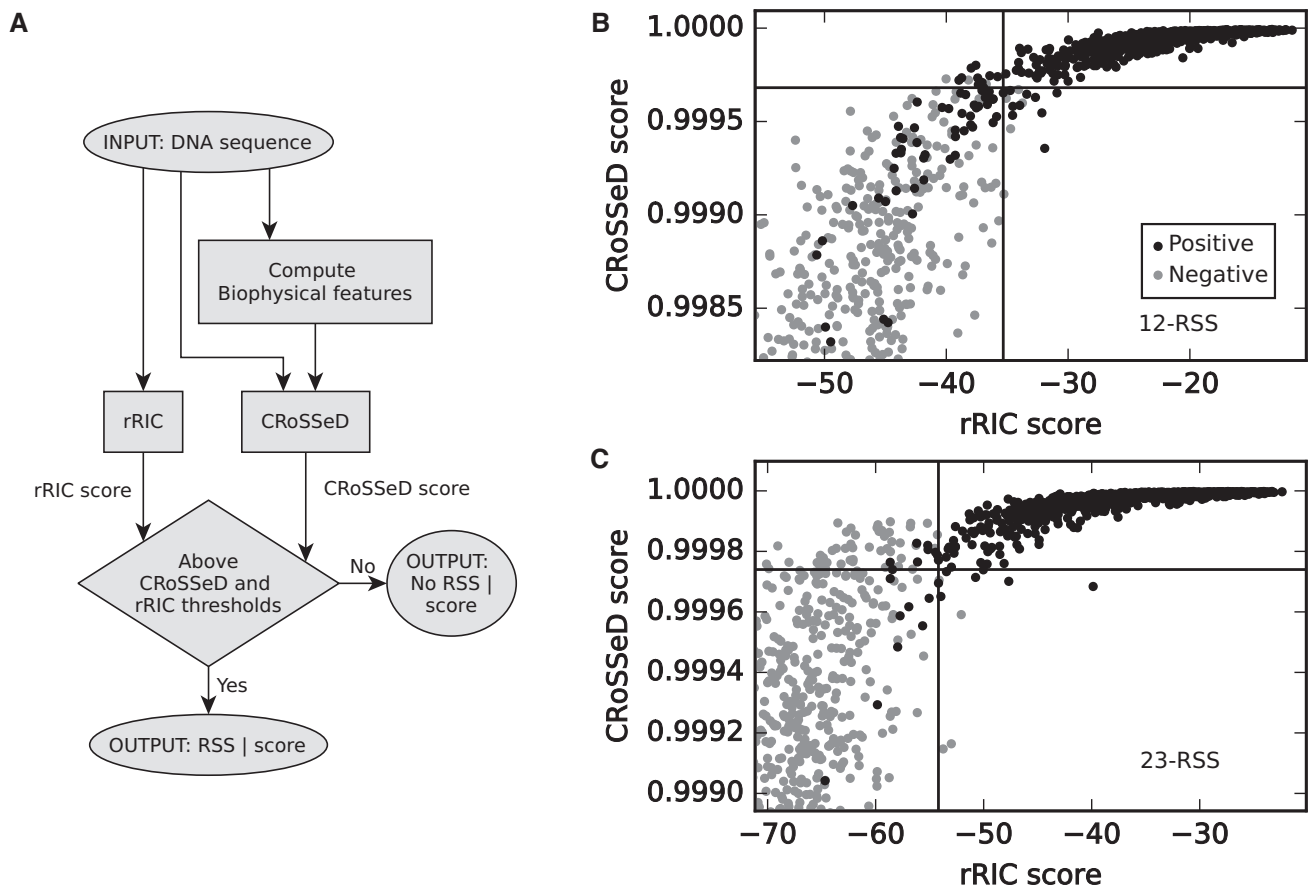 A
INPUT: DNA sequence
Compute
Biophysical features
rRIC
CRoSSeD
rRIC score
CRoSSeD score
Above
CRoSSeD and
rRIC thresholds
No
OUTPUT:
No RSS |
score
Yes
OUTPUT: RSS | score
B
1.0000
0.9995
0.9990
0.9985
CRoSSeD score
Positive
Negative
12-RSS
−50
−40
−30
−20
rRIC score
C
1.0000
0.9998
0.9996
0.9994
0.9992
0.9990
CRoSSeD score
23-RSS
−70
−60
−50
−40
−30
rRIC score